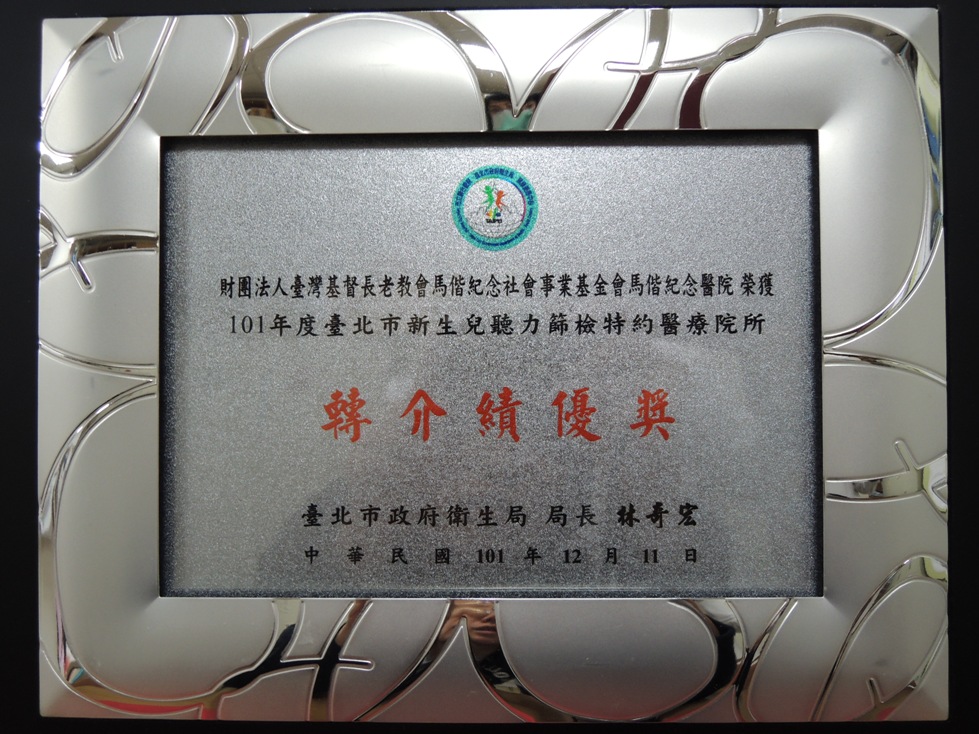 財團法人臺灣基督長老教會馬偕紀念社會事業基金會馬偕紀念醫院 榮獲
101年度臺北市新生兒聽力篩檢特約醫療院所
轉介績優獎
臺北市政府衛生局 局長 林奇宏
中華民國 101 年 12 月 11 日